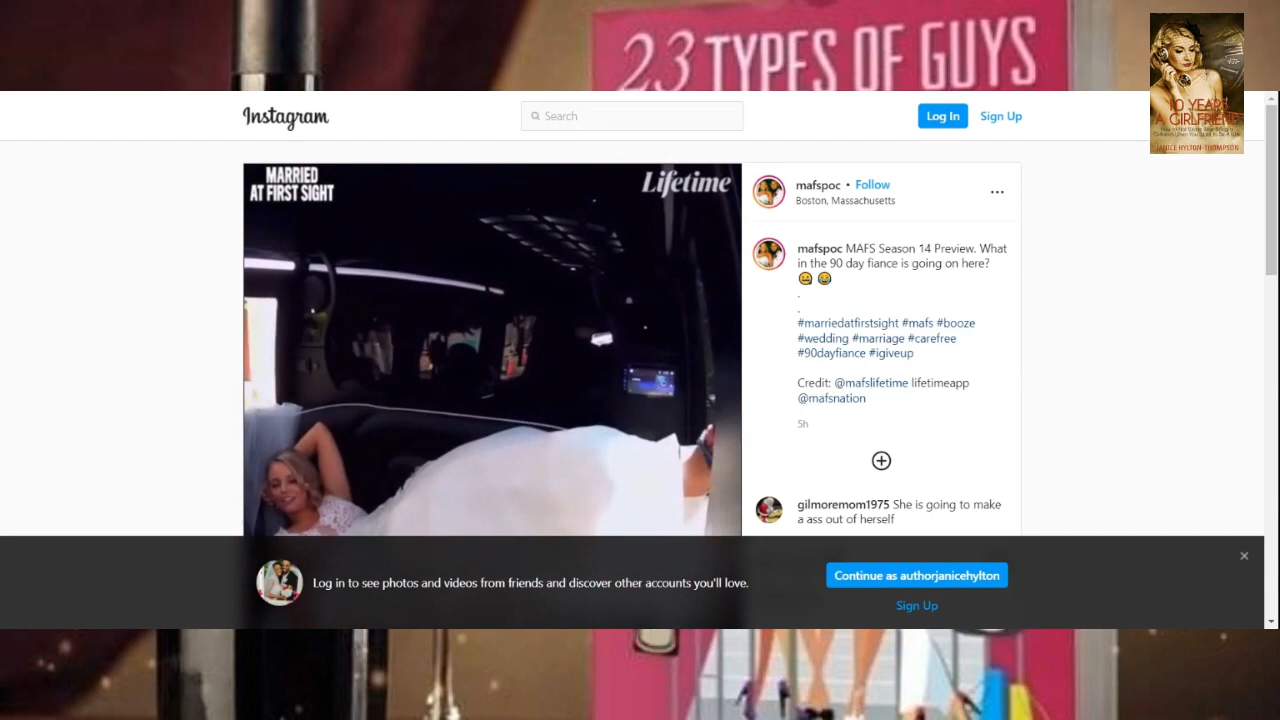 23 TYPES OF GUYS
10 YEARS
A GIRLFRIEND
JANICE HYLTON-THOMPSON
Instagram
Search
Log In
Sign Up
MARRIED
AT FIRST SIGHT
Lifetime
mafspoc • Follow
Boston, Massachusetts
mafspoc MAFS Season 14 Preview. What
in the 90 day fiance is going on here?
.
.
#marriedatfirstsight #mafs #booze
#wedding #marriage #carefree
#90dayfiance #igiveup
Credit: @mafslifetime lifetimeapp
@mafsnation
5h
gilmoremom1975 She is going to make
a ass out of herself
Log in to see photos and videos from friends and discover other accounts you'll love.
Continue as authorjanicehylton
Sign Up